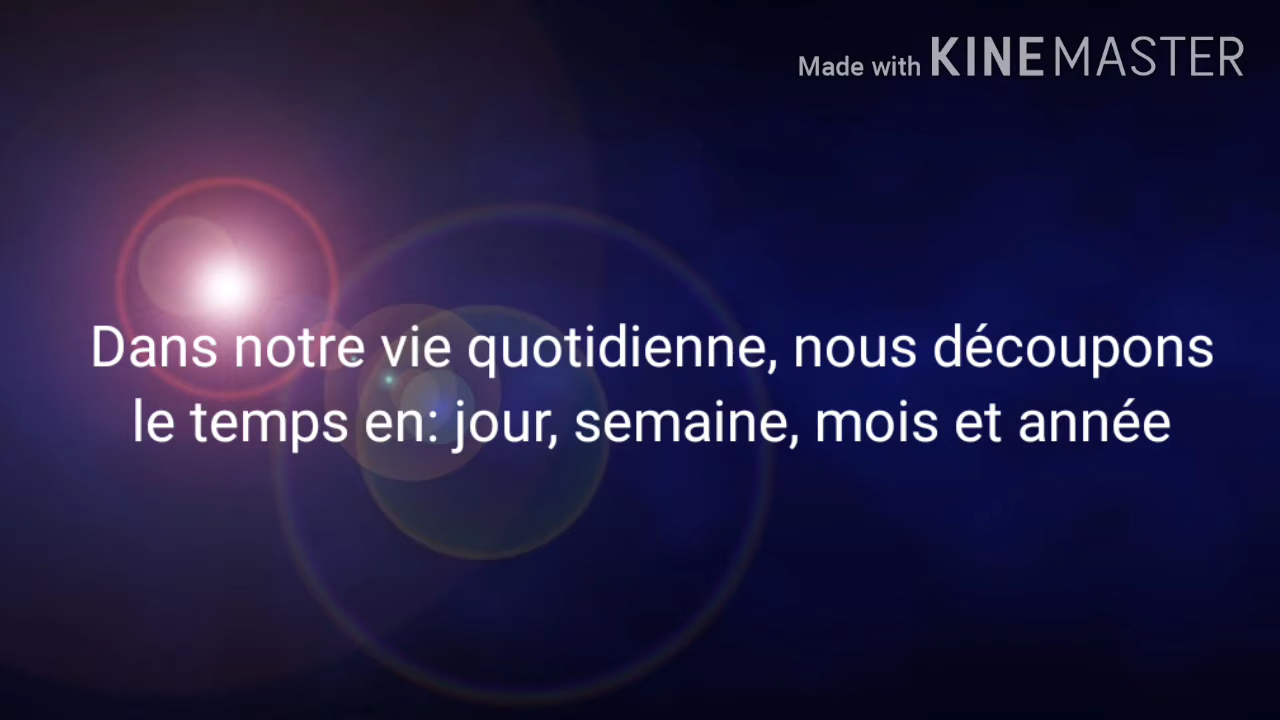 Made with KINEMASTER
Dans notre vie quotidienne, nous découpons
le temps en: jour, semaine, mois et année